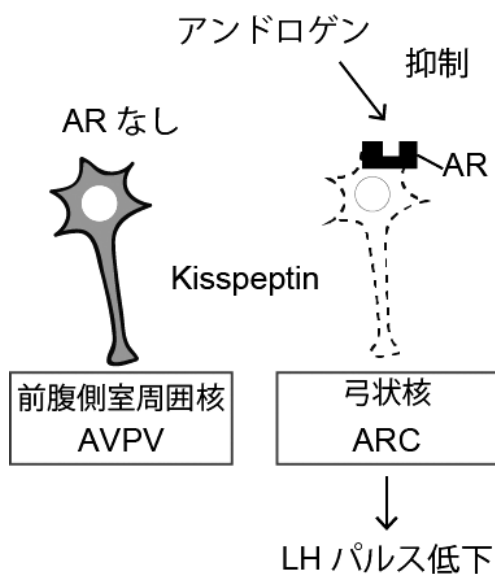 アンドロゲン
抑制
AR なし
AR
Kisspeptin
前腹側室周囲核
AVPV
弓状核
ARC
LH パルス低下